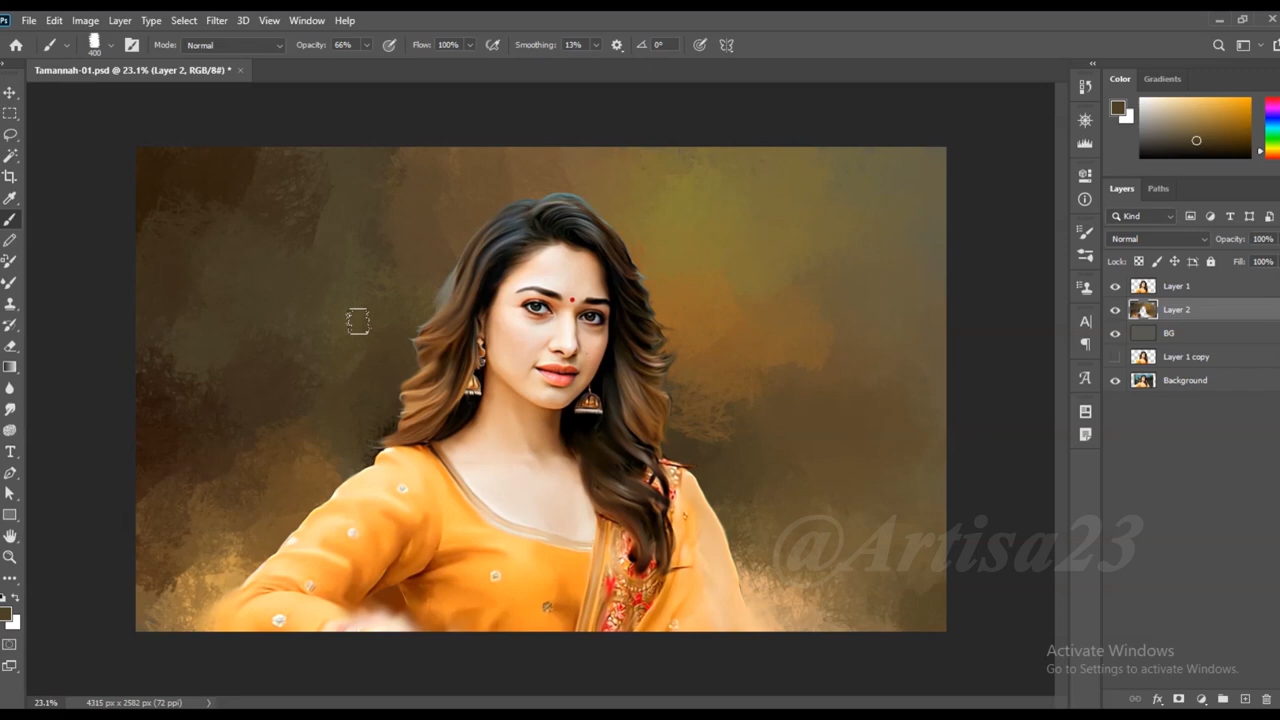 Ps File Edit Image Layer Type Select Filter 3D View Window Help
400 Mode: Normal Opacity: 66% Flow: 100% Smoothing: 13% 0°
Tamannah-01.psd @ 23.1% (Layer 2, RGB/8#) * ×
Color Gradients
Layers Paths
Kind
Normal Opacity: 100%
Lock: Fill: 100%
Layer 1
Layer 2
BG
Layer 1 copy
Background
@Artisa23
Activate Windows
Go to Settings to activate Windows.
23.1% 4315 px x 2582 px (72 ppi)